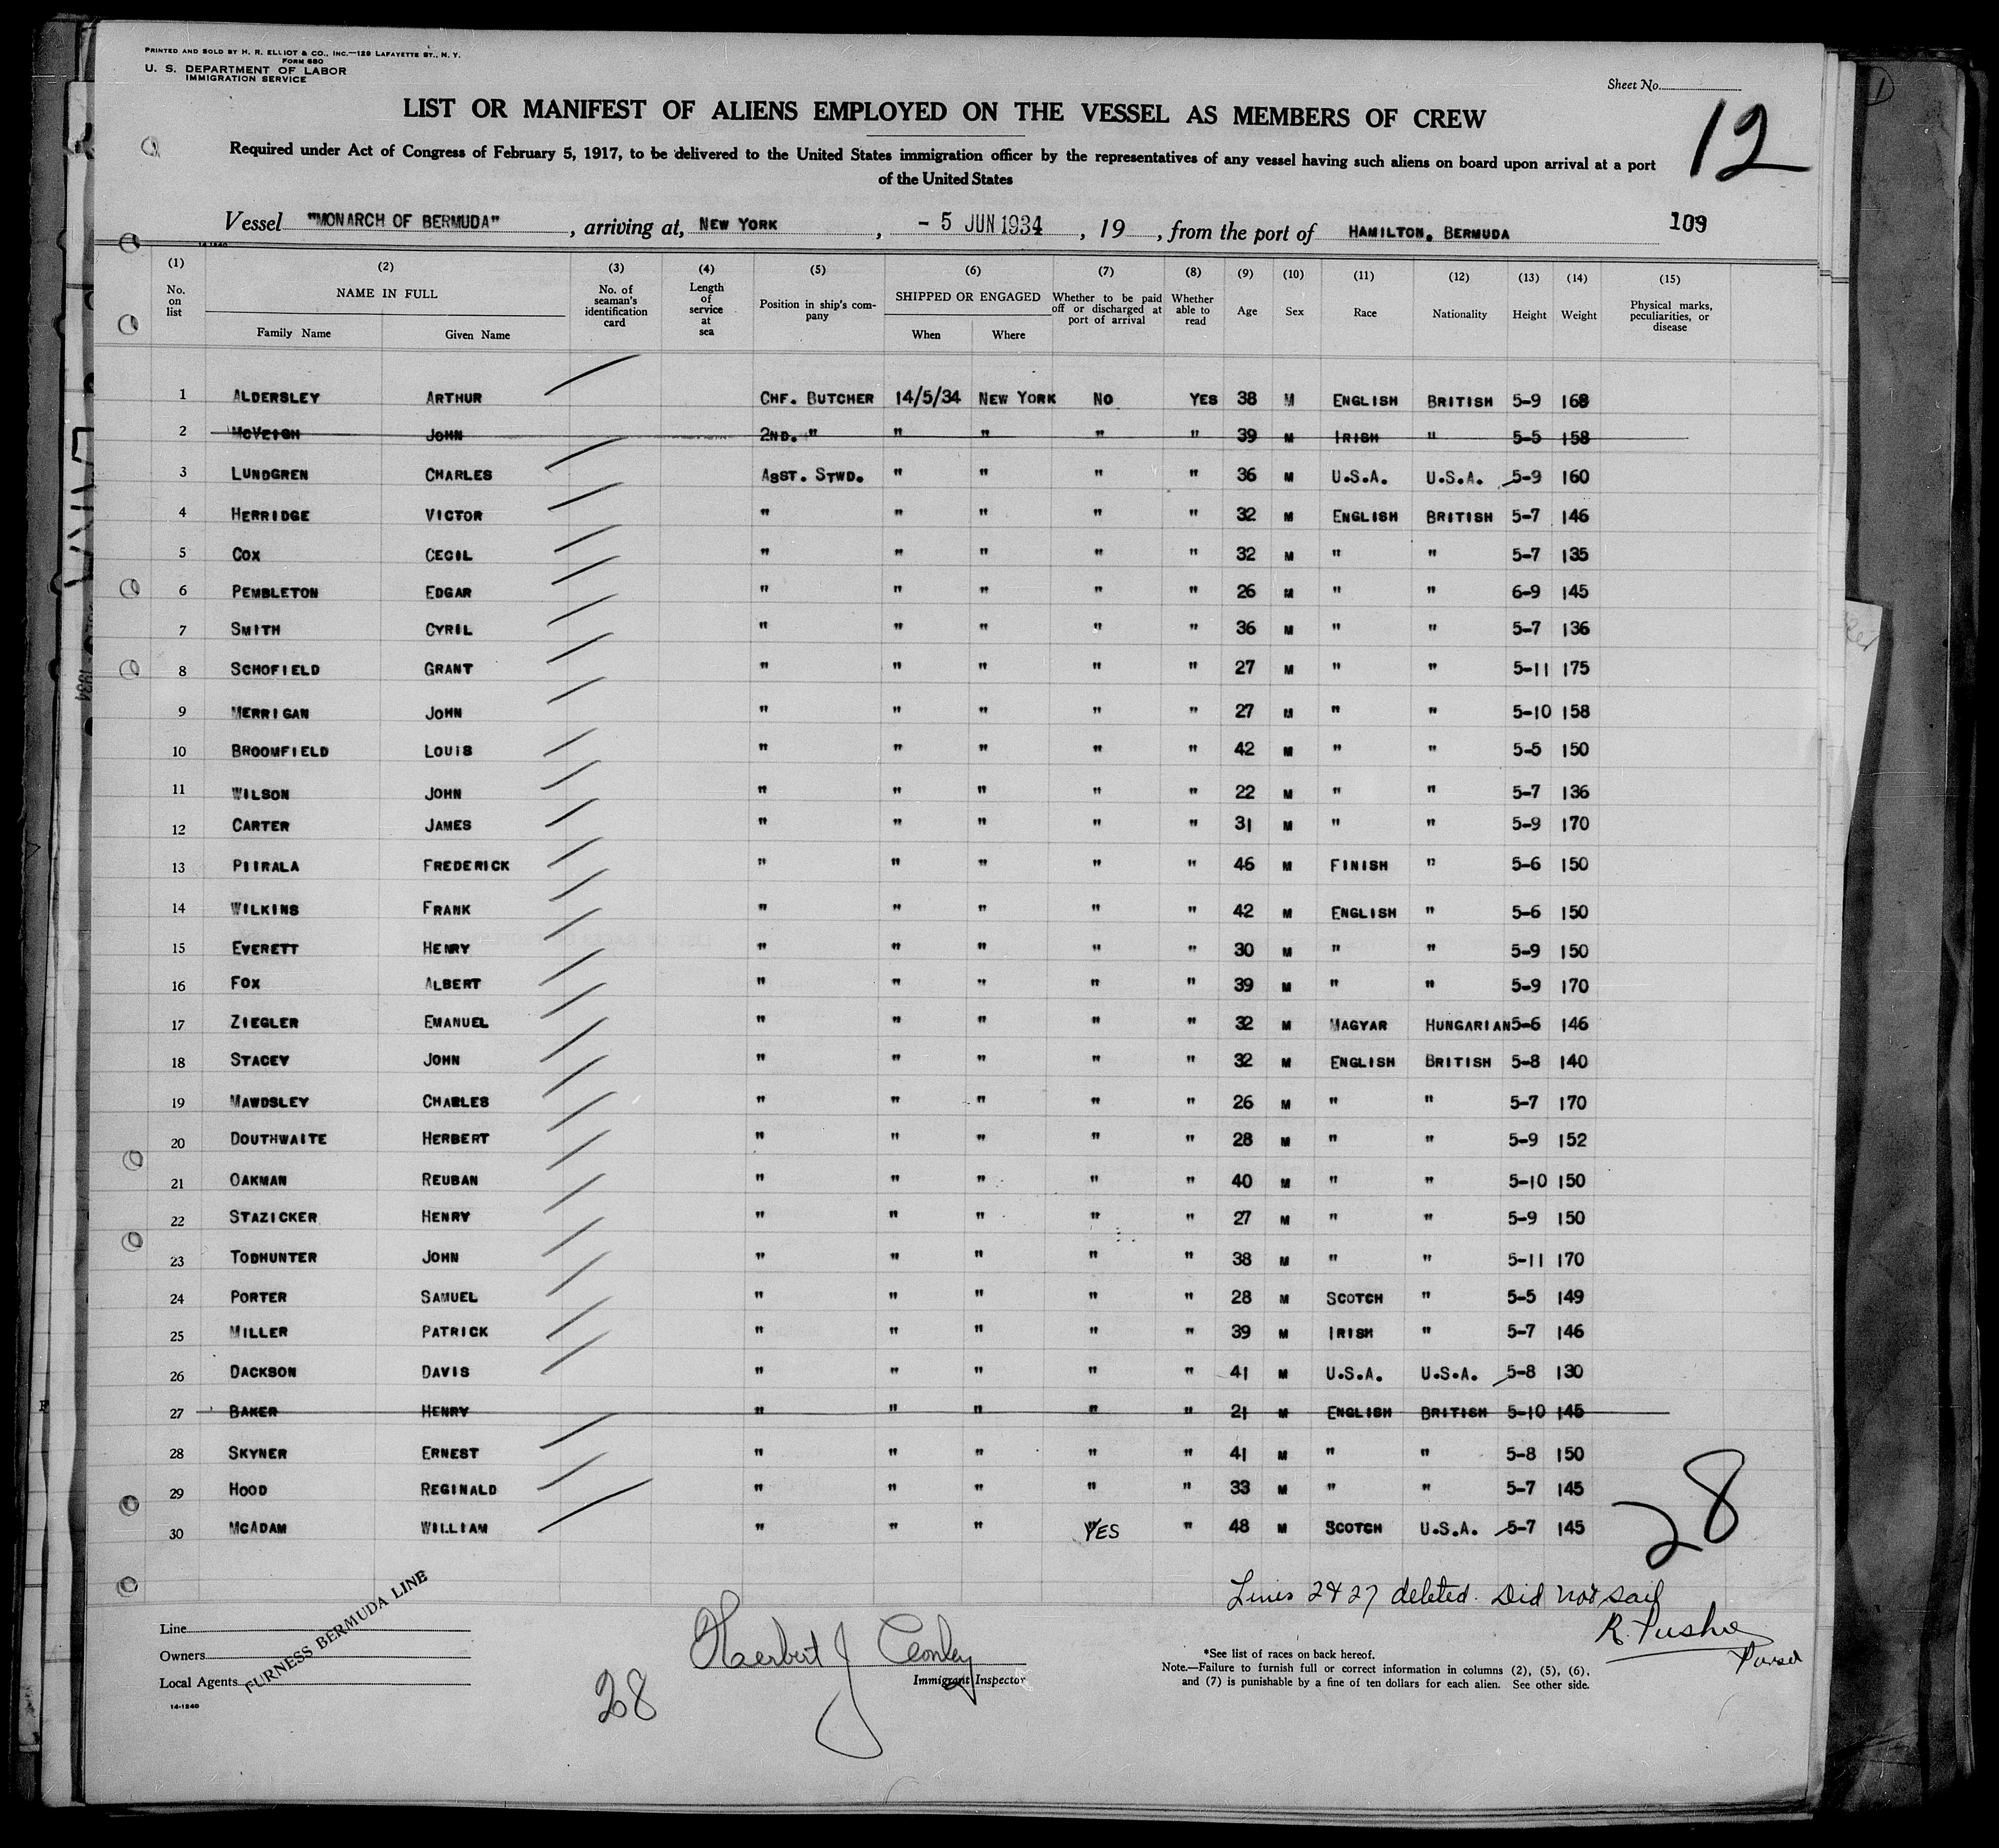 PRINTED AND SOLD BY H. R. ELLIOT & CO., INC.—129 LAFAYETTE ST., N. Y.
FORM 680
U. S. DEPARTMENT OF LABOR
IMMIGRATION SERVICE
Sheet No.
12
LIST OR MANIFEST OF ALIENS EMPLOYED ON THE VESSEL AS MEMBERS OF CREW
Required under Act of Congress of February 5, 1917, to be delivered to the United States immigration officer by the representatives of any vessel having such aliens on board upon arrival at a port
of the United States
Vessel "MONARCH OF BERMUDA" , arriving at, NEW YORK , - 5 JUN 1934 , 19 , from the port of HAMILTON, BERMUDA 109
14-1240
(1) (2) (3) (4) (5) (6) (7) (8) (9) (10) (11) (12) (13) (14) (15)
No. on list NAME IN FULL Family Name Given Name No. of seaman's identification card Length of service at sea Position in ship's company SHIPPED OR ENGAGED When Where Whether to be paid off or discharged at port of arrival Whether able to read Age Sex Race Nationality Height Weight Physical marks, peculiarities, or disease
1 ALDERSLEY ARTHUR CHF. BUTCHER 14/5/34 NEW YORK NO YES 38 M ENGLISH BRITISH 5-9 168
2 MCVEIGH JOHN 2ND. " " " " " 39 M IRISH " 5-5 158
3 LUNDGREN CHARLES ASST. STWD. " " " " 36 M U.S.A. U.S.A. 5-9 160
4 HERRIDGE VICTOR " " " " " 32 M ENGLISH BRITISH 5-7 146
5 COX CECIL " " " " " 32 M " " 5-7 135
6 PEMBLETON EDGAR " " " " " 26 M " " 6-9 145
7 SMITH CYRIL " " " " " 36 M " " 5-7 136
8 SCHOFIELD GRANT " " " " " 27 M " " 5-11 175
9 MERRIGAN JOHN " " " " " 27 M " " 5-10 158
10 BROOMFIELD LOUIS " " " " " 42 M " " 5-5 150
11 WILSON JOHN " " " " " 22 M " " 5-7 136
12 CARTER JAMES " " " " " 31 M " " 5-9 170
13 PIIRALA FREDERICK " " " " " 46 M FINISH " 5-6 150
14 WILKINS FRANK " " " " " 42 M ENGLISH " 5-6 150
15 EVERETT HENRY " " " " " 30 M " " 5-9 150
16 FOX ALBERT " " " " " 39 M " " 5-9 170
17 ZIEGLER EMANUEL " " " " " 32 M MAGYAR HUNGARIAN 5-6 146
18 STACEY JOHN " " " " " 32 M ENGLISH BRITISH 5-8 140
19 MAWDSLEY CHARLES " " " " " 26 M " " 5-7 170
20 DOUTHWAITE HERBERT " " " " " 28 M " " 5-9 152
21 OAKMAN REUBAN " " " " " 40 M " " 5-10 150
22 STAZICKER HENRY " " " " " 27 M " " 5-9 150
23 TODHUNTER JOHN " " " " " 38 M " " 5-11 170
24 PORTER SAMUEL " " " " " 28 M SCOTCH " 5-5 149
25 MILLER PATRICK " " " " " 39 M IRISH " 5-7 146
26 DACKSON DAVIS " " " " " 41 M U.S.A. U.S.A. 5-8 130
27 BAKER HENRY " " " " " 21 M ENGLISH BRITISH 5-10 145
28 SKYNER ERNEST " " " " " 41 M " " 5-8 150
29 HOOD REGINALD " " " " " 33 M " " 5-7 145
30 MCADAM WILLIAM " " " YES " 48 M SCOTCH U.S.A. 5-7 145
28
Lines 2 & 27 deleted. Did not sail
Line
Owners
Local Agents
FURNESS BERMUDA LINE
14-1240
28
Herbert J Conley
Immigrant Inspector
R.
Purser
*See list of races on back hereof.
Note.—Failure to furnish full or correct information in columns (2), (5), (6),
and (7) is punishable by a fine of ten dollars for each alien. See other side.